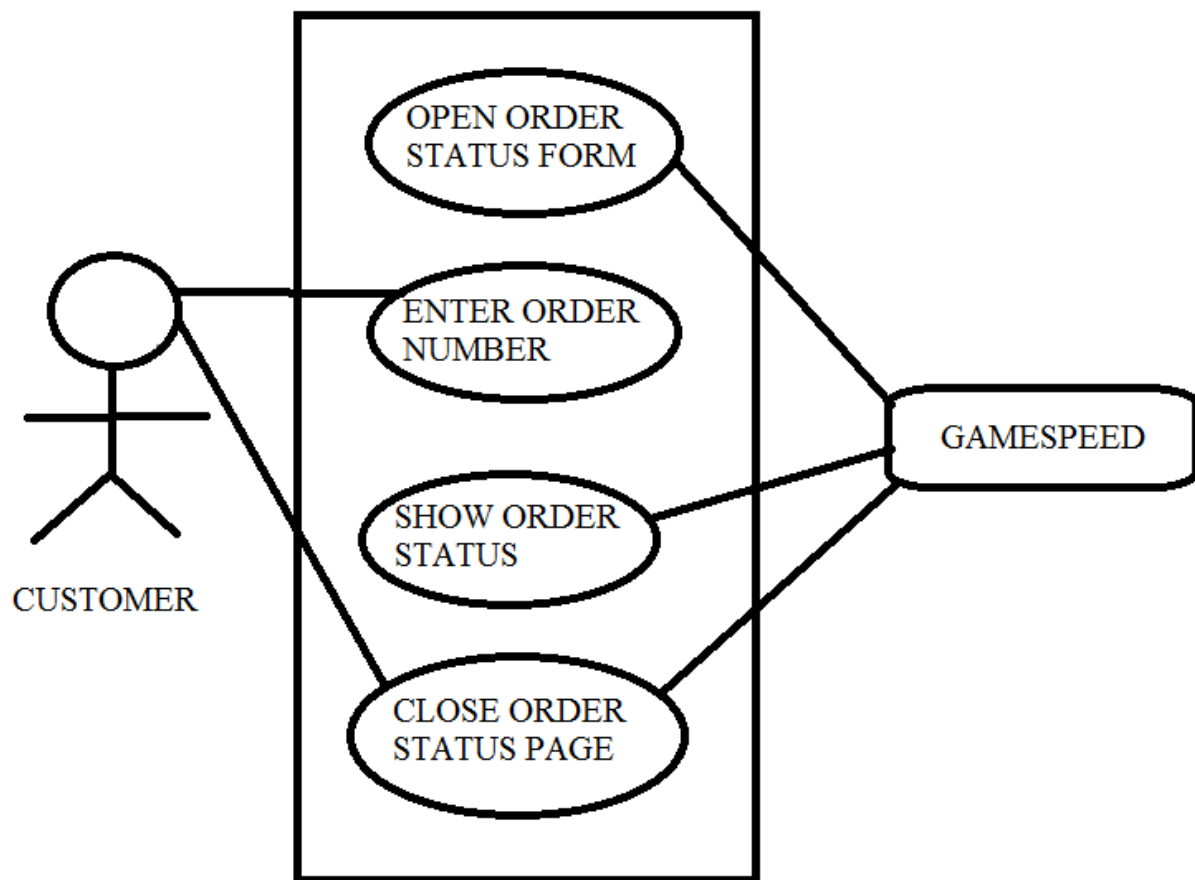 OPEN ORDER
STATUS FORM
ENTER ORDER
NUMBER
GAMESPEED
SHOW ORDER
STATUS
CUSTOMER
CLOSE ORDER
STATUS PAGE